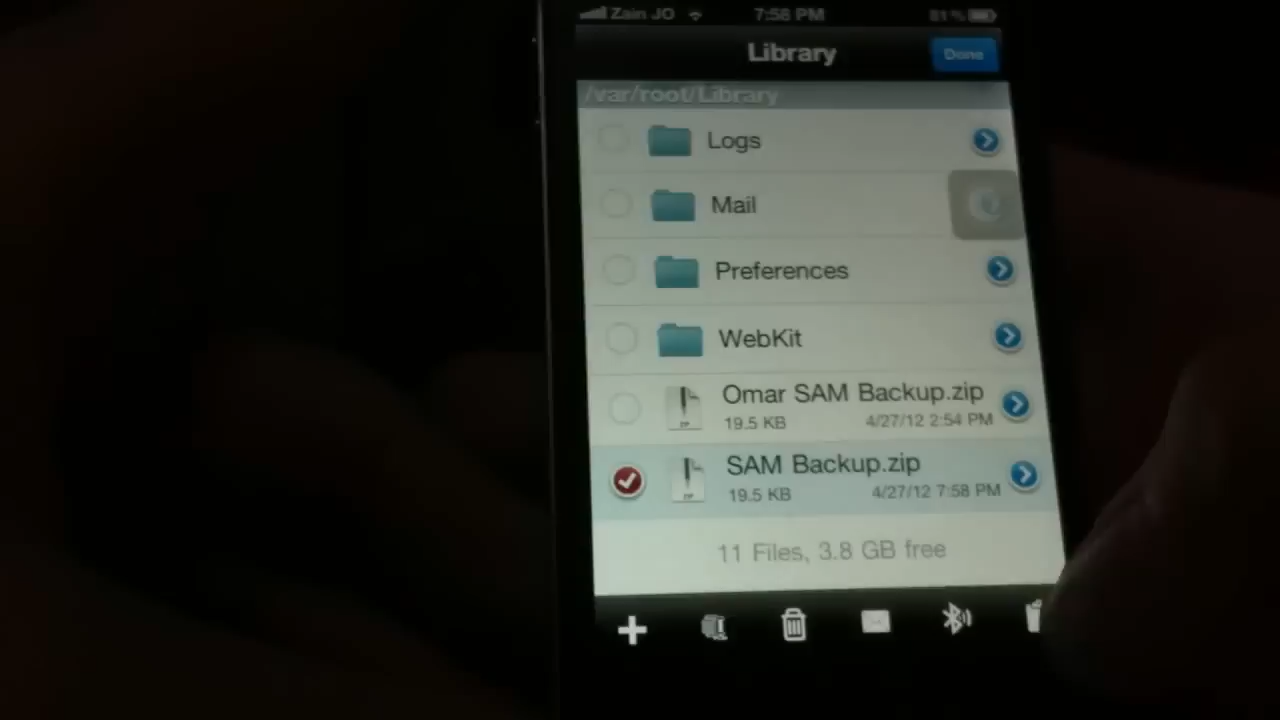 Zain JO 7:58 PM 81%
Library Done
/var/root/Library
Logs
Mail
Preferences
WebKit
Omar SAM Backup.zip
19.5 KB 4/27/12 2:54 PM
SAM Backup.zip
19.5 KB 4/27/12 7:58 PM
11 Files, 3.8 GB free